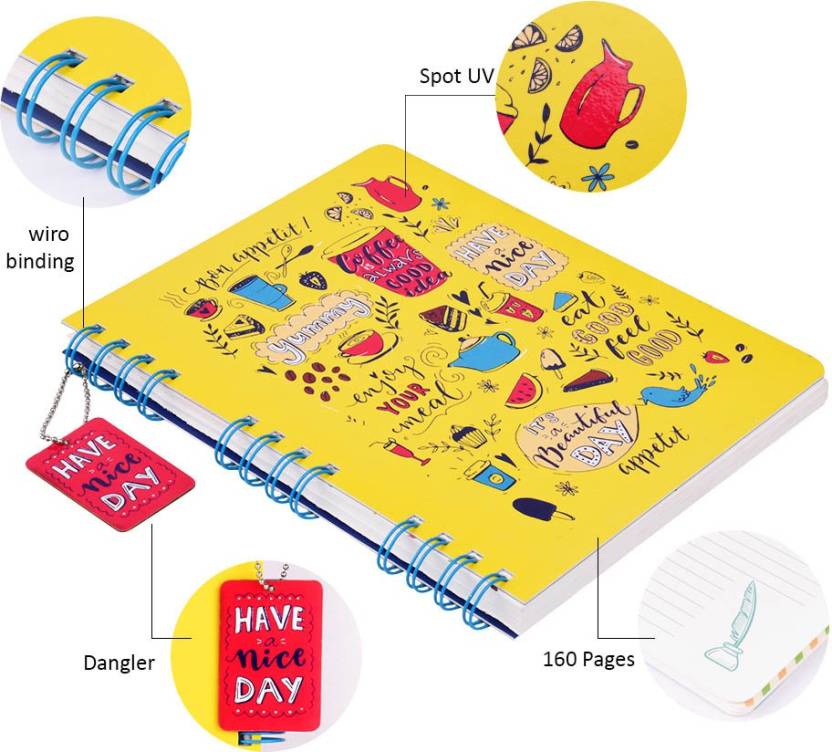 Spot UV
wiro
binding
Bon appetit!
Coffee
is
always
GOOD
idea
HAVE
a
nice
DAY
yummy
eat
GOOD
feel
GOOD
enjoy
YOUR
meal
IT'S
a
Beautiful
DAY
appetit
HAVE
a
nice
DAY
Dangler
HAVE
a
nice
DAY
160 Pages